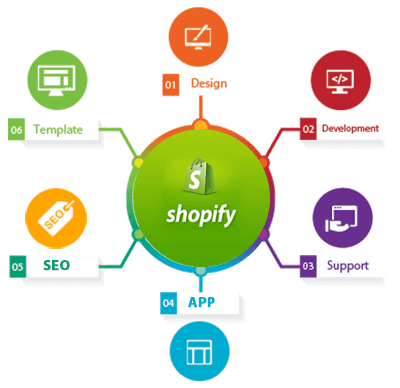 01 Design
02 Development
03 Support
04 APP
05 SEO
06 Template
SEO
S
shopify